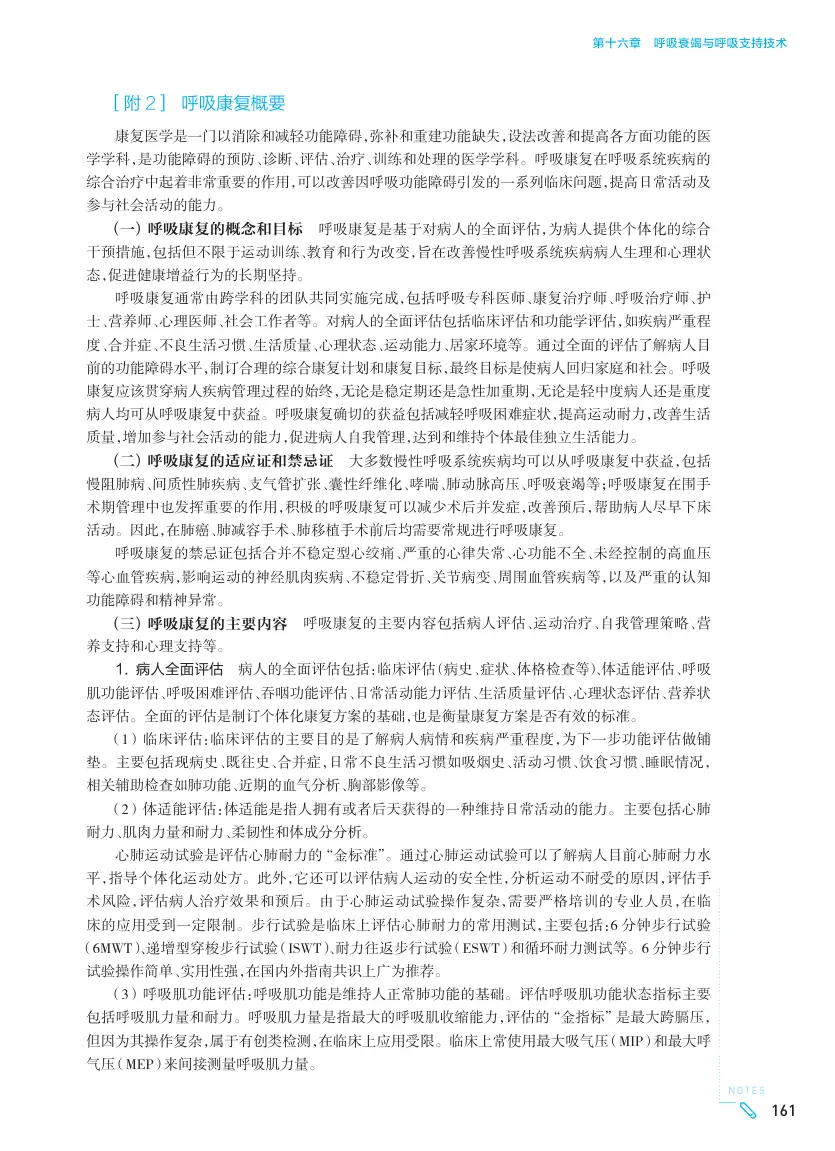 第十六章 呼吸衰竭与呼吸支持技术
[附2] 呼吸康复概要
康复医学是一门以消除和减轻功能障碍,弥补和重建功能缺失,设法改善和提高各方面功能的医
学学科,是功能障碍的预防、诊断、评估、治疗、训练和处理的医学学科。呼吸康复在呼吸系统疾病的
综合治疗中起着非常重要的作用,可以改善因呼吸功能障碍引发的一系列临床问题,提高日常活动及
参与社会活动的能力。
(一)呼吸康复的概念和目标 呼吸康复是基于对病人的全面评估,为病人提供个体化的综合
干预措施,包括但不限于运动训练、教育和行为改变,旨在改善慢性呼吸系统疾病病人生理和心理状
态,促进健康增益行为的长期坚持。
呼吸康复通常由跨学科的团队共同实施完成,包括呼吸专科医师、康复治疗师、呼吸治疗师、护
士、营养师、心理医师、社会工作者等。对病人的全面评估包括临床评估和功能学评估,如疾病严重程
度、合并症、不良生活习惯、生活质量、心理状态、运动能力、居家环境等。通过全面的评估了解病人目
前的功能障碍水平,制订合理的综合康复计划和康复目标,最终目标是使病人回归家庭和社会。呼吸
康复应该贯穿病人疾病管理过程的始终,无论是稳定期还是急性加重期,无论是轻中度病人还是重度
病人均可从呼吸康复中获益。呼吸康复确切的获益包括减轻呼吸困难症状,提高运动耐力,改善生活
质量,增加参与社会活动的能力,促进病人自我管理,达到和维持个体最佳独立生活能力。
(二)呼吸康复的适应证和禁忌证 大多数慢性呼吸系统疾病均可以从呼吸康复中获益,包括
慢阻肺病、间质性肺疾病、支气管扩张、囊性纤维化、哮喘、肺动脉高压、呼吸衰竭等;呼吸康复在围手
术期管理中也发挥重要的作用,积极的呼吸康复可以减少术后并发症,改善预后,帮助病人尽早下床
活动。因此,在肺癌、肺减容手术、肺移植手术前后均需要常规进行呼吸康复。
呼吸康复的禁忌证包括合并不稳定型心绞痛、严重的心律失常、心功能不全、未经控制的高血压
等心血管疾病,影响运动的神经肌肉疾病、不稳定骨折、关节病变、周围血管疾病等,以及严重的认知
功能障碍和精神异常。
(三)呼吸康复的主要内容 呼吸康复的主要内容包括病人评估、运动治疗、自我管理策略、营
养支持和心理支持等。
1. 病人全面评估 病人的全面评估包括:临床评估(病史、症状、体格检查等)、体适能评估、呼吸
肌功能评估、呼吸困难评估、吞咽功能评估、日常活动能力评估、生活质量评估、心理状态评估、营养状
态评估。全面的评估是制订个体化康复方案的基础,也是衡量康复方案是否有效的标准。
(1)临床评估:临床评估的主要目的是了解病人病情和疾病严重程度,为下一步功能评估做铺
垫。主要包括现病史、既往史、合并症,日常不良生活习惯如吸烟史、活动习惯、饮食习惯、睡眠情况,
相关辅助检查如肺功能、近期的血气分析、胸部影像等。
(2)体适能评估:体适能是指人拥有或者后天获得的一种维持日常活动的能力。主要包括心肺
耐力、肌肉力量和耐力、柔韧性和体成分分析。
心肺运动试验是评估心肺耐力的“金标准”。通过心肺运动试验可以了解病人目前心肺耐力水
平,指导个体化运动处方。此外,它还可以评估病人运动的安全性,分析运动不耐受的原因,评估手
术风险,评估病人治疗效果和预后。由于心肺运动试验操作复杂,需要严格培训的专业人员,在临
床的应用受到一定限制。步行试验是临床上评估心肺耐力的常用测试,主要包括:6分钟步行试验
(6MWT)、递增型穿梭步行试验(ISWT)、耐力往返步行试验(ESWT)和循环耐力测试等。6分钟步行
试验操作简单、实用性强,在国内外指南共识上广为推荐。
(3)呼吸肌功能评估:呼吸肌功能是维持人正常肺功能的基础。评估呼吸肌功能状态指标主要
包括呼吸肌力量和耐力。呼吸肌力量是指最大的呼吸肌收缩能力,评估的“金指标”是最大跨膈压,
但因为其操作复杂,属于有创类检测,在临床上应用受限。临床上常使用最大吸气压(MIP)和最大呼
气压(MEP)来间接测量呼吸肌力量。
NOTES
161